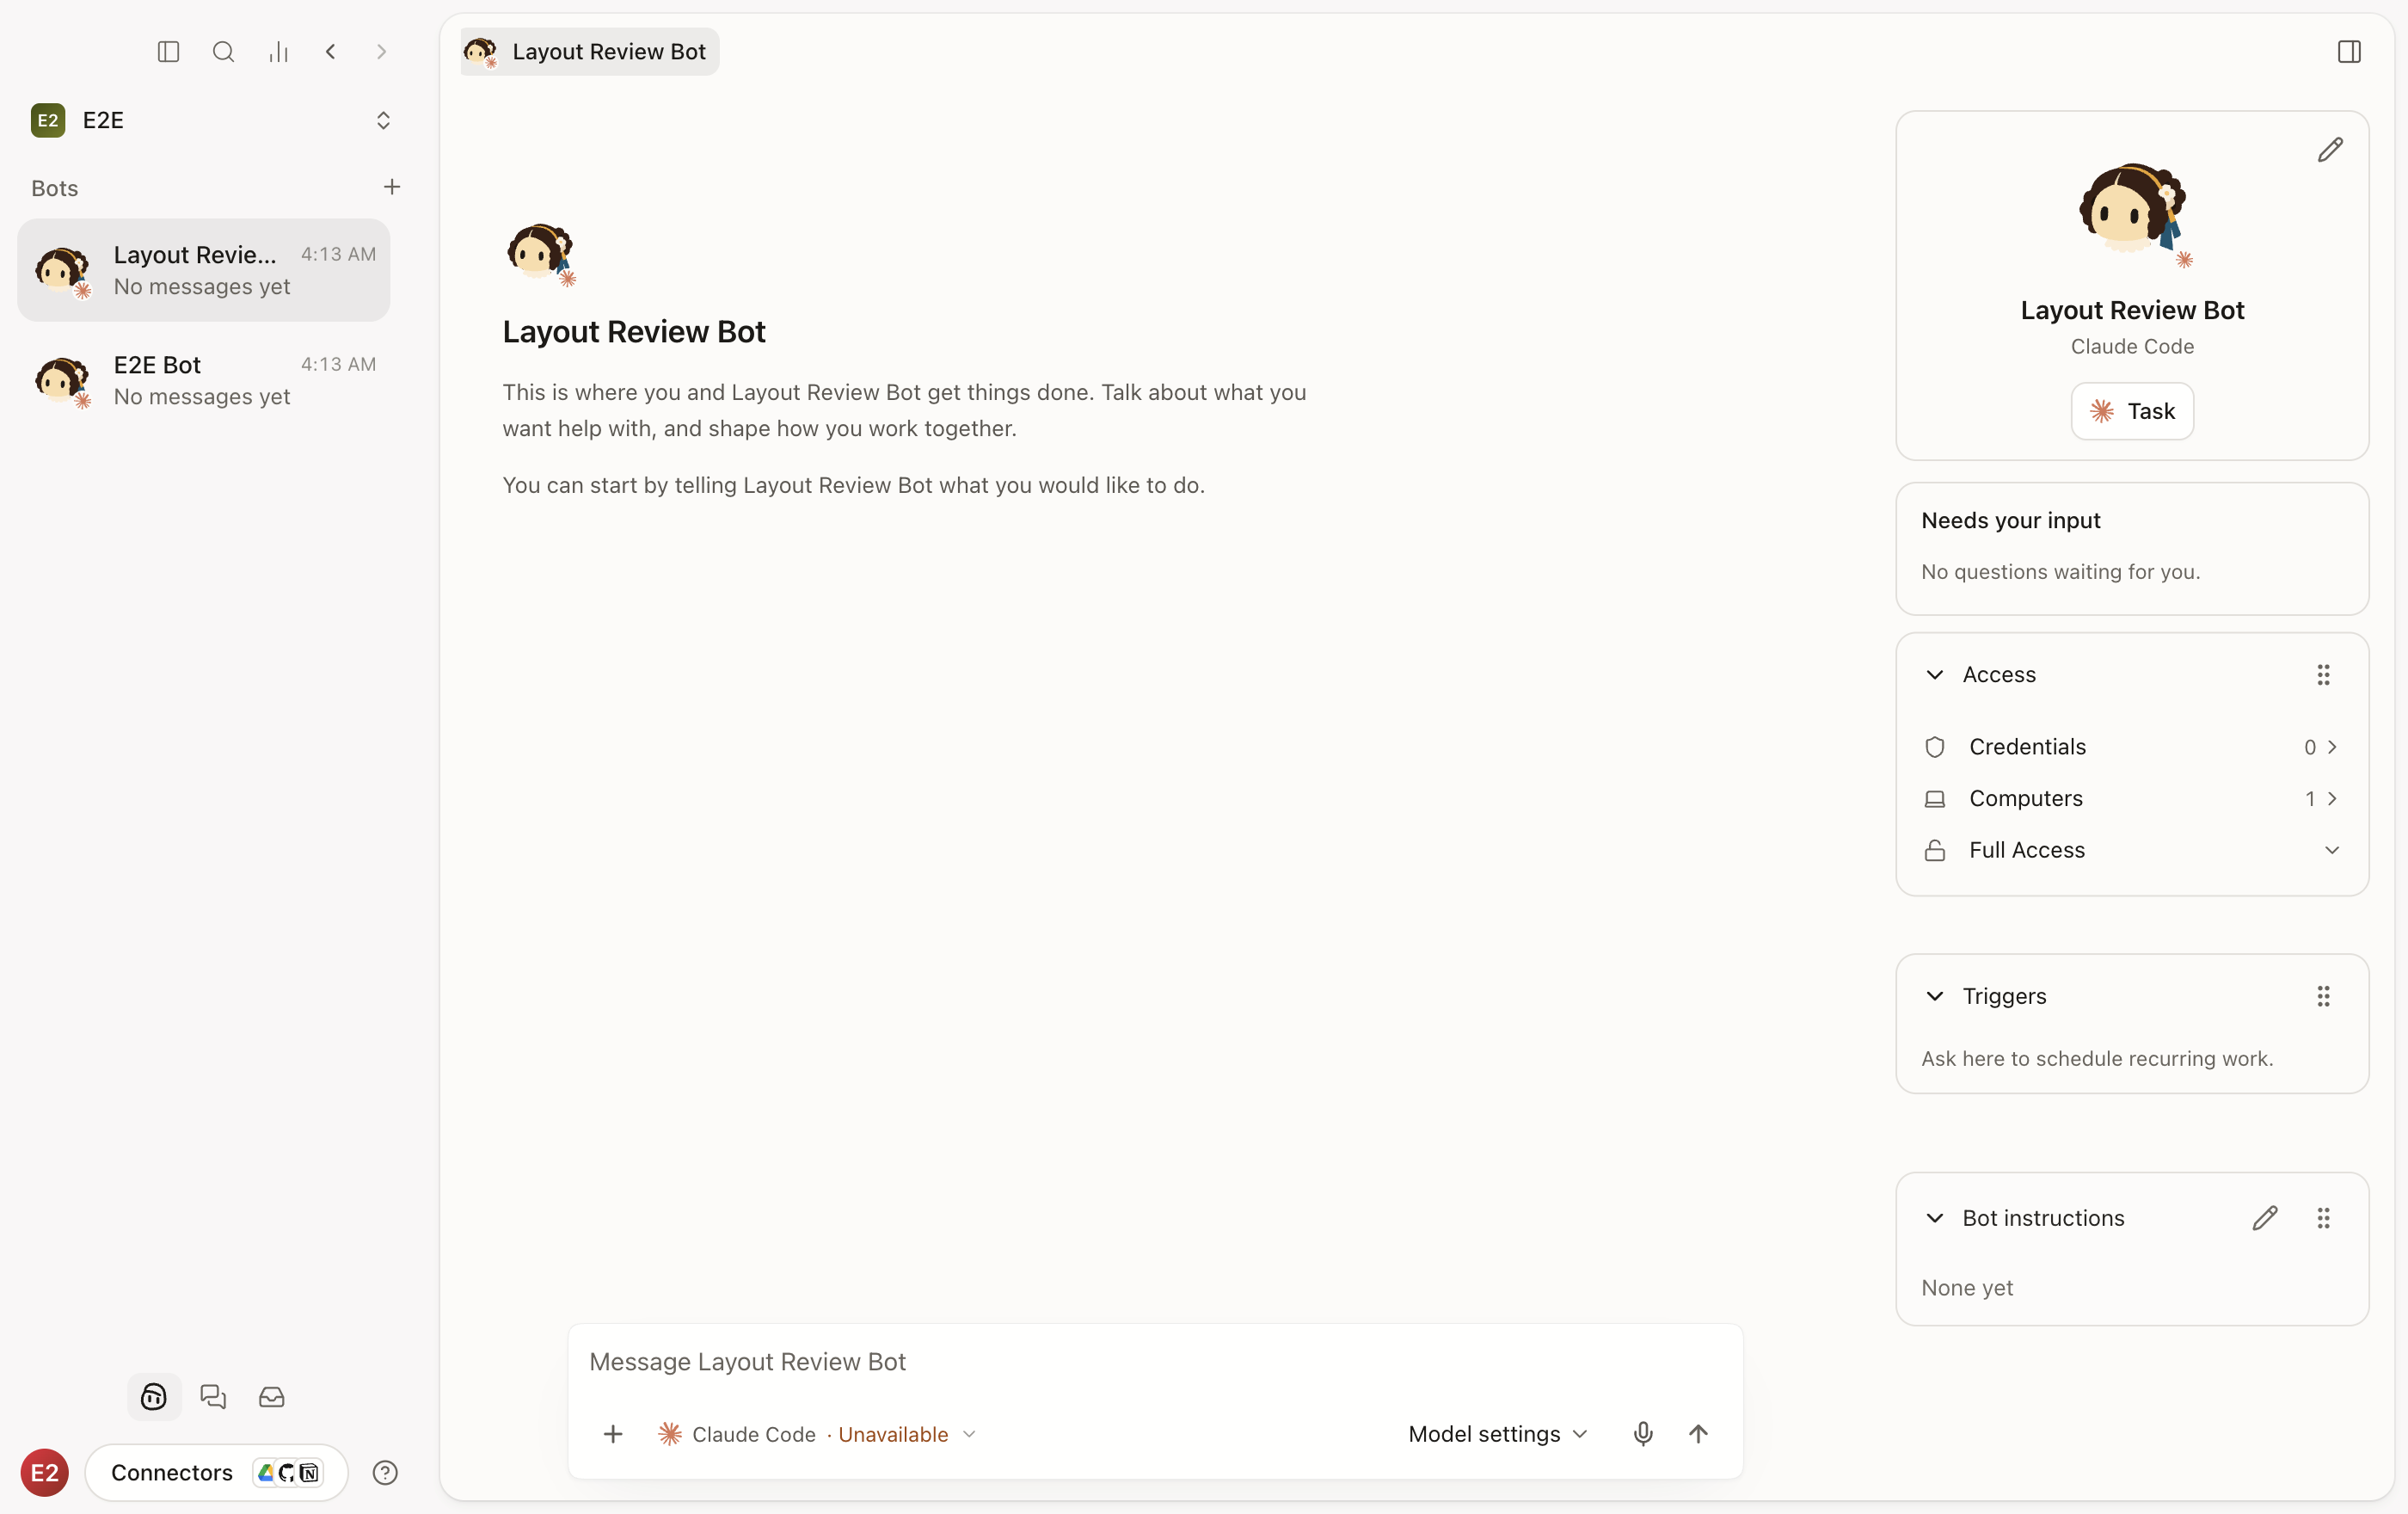 Layout Review Bot
E2 E2E
Bots
Layout Revie... 4:13 AM
No messages yet
E2E Bot 4:13 AM
No messages yet
E2 Connectors
Layout Review Bot
This is where you and Layout Review Bot get things done. Talk about what you
want help with, and shape how you work together.
You can start by telling Layout Review Bot what you would like to do.
Message Layout Review Bot
Claude Code · Unavailable Model settings
Layout Review Bot
Claude Code
Task
Needs your input
No questions waiting for you.
Access
Credentials 0
Computers 1
Full Access
Triggers
Ask here to schedule recurring work.
Bot instructions
None yet